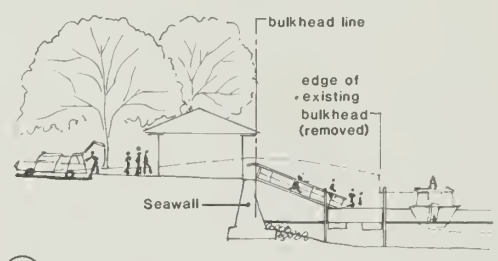 bulkhead line
edge of
existing
bulkhead
(removed)
Seawall